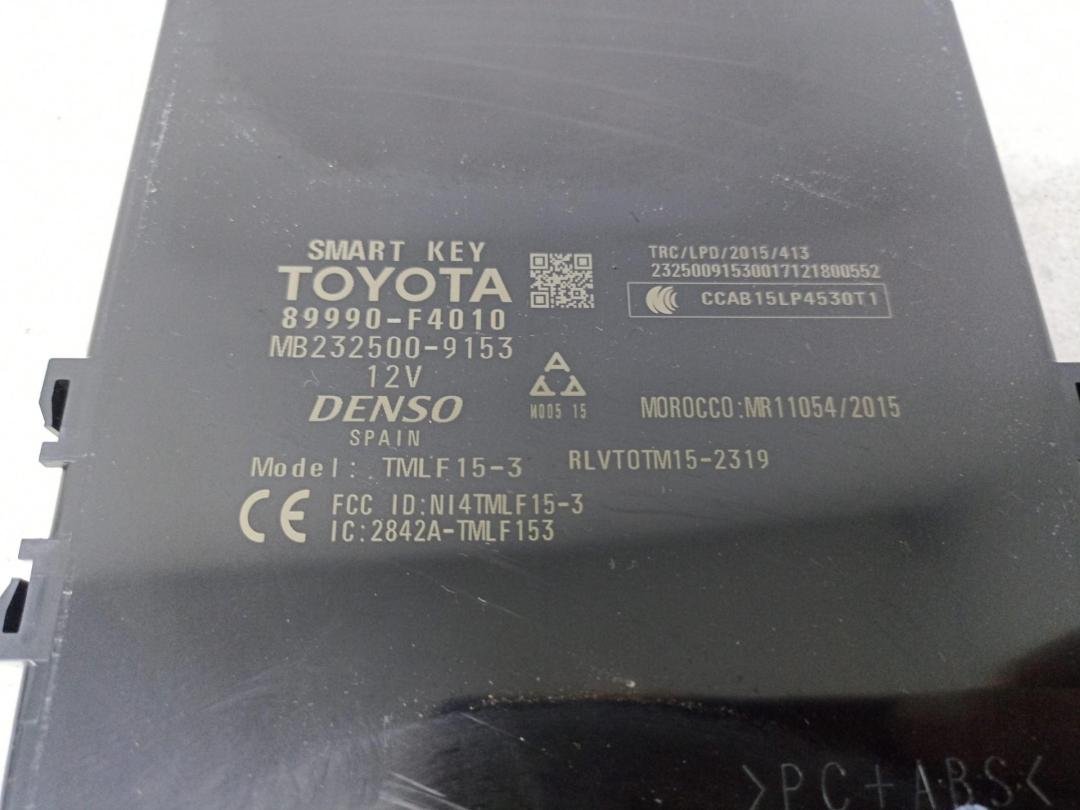 SMART KEY
TOYOTA
89990-F4010
MB232500-9153
12V
DENSO
SPAIN
Model: TMLF15-3
CE
FCC ID:NI4TMLF15-3
IC:2842A-TMLF153
M005 15
TRC/LPD/2015/413
23250091530017121800552
CCAB15LP4530T1
MOROCCO:MR11054/2015
RLVTOTM15-2319
>PC+ABS<